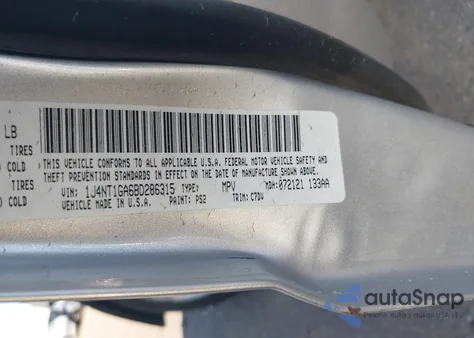 LB
TIRES
COLD
TIRES
COLD
THIS VEHICLE CONFORMS TO ALL APPLICABLE U.S.A. FEDERAL MOTOR VEHICLE SAFETY AND
THEFT PREVENTION STANDARDS IN EFFECT ON THE DATE OF MANUFACTURE SHOWN ABOVE.
VIN: 1J4NT1GA6BD286315 TYPE: MPV MDH: 072121 133AA
VEHICLE MADE IN U.S.A. PAINT: PS2 TRIM: C7DV
autoSnap